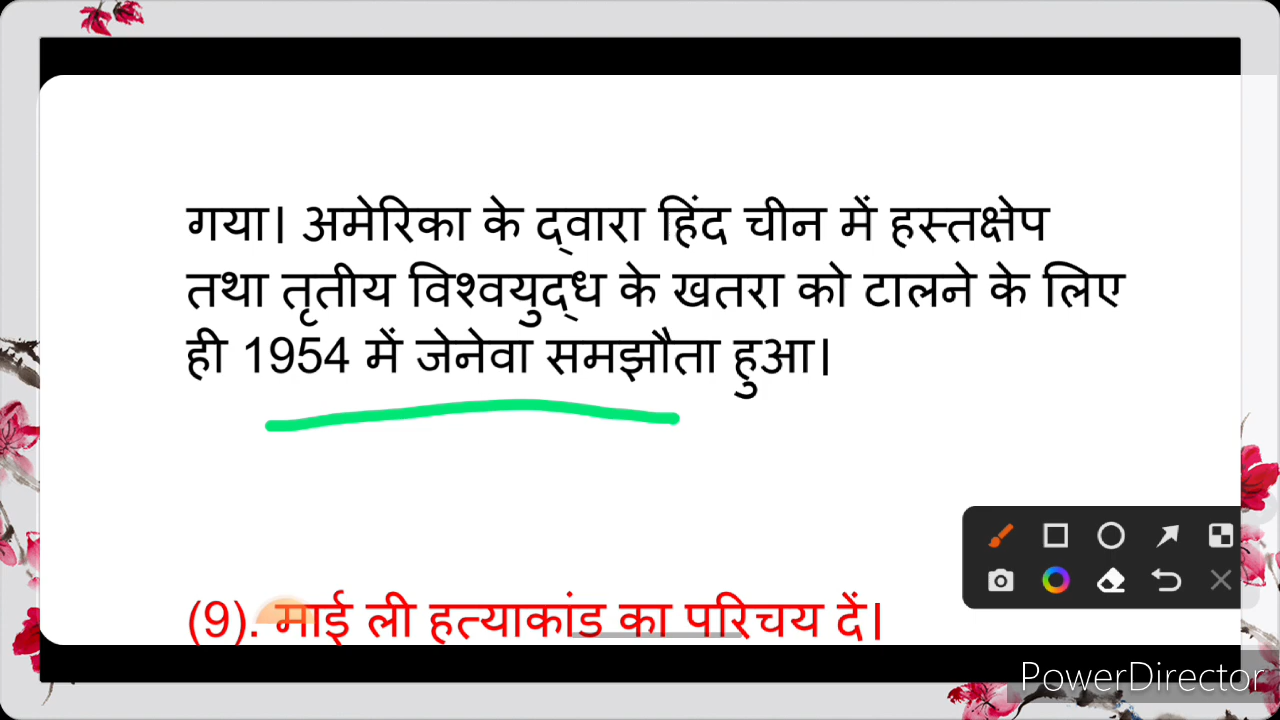 गया। अमेरिका के द्वारा हिंद चीन में हस्तक्षेप
तथा तृतीय विश्वयुद्ध के खतरा को टालने के लिए
ही 1954 में जेनेवा समझौता हुआ।
(9). माई ली हत्याकांड का परिचय दें।
PowerDirector